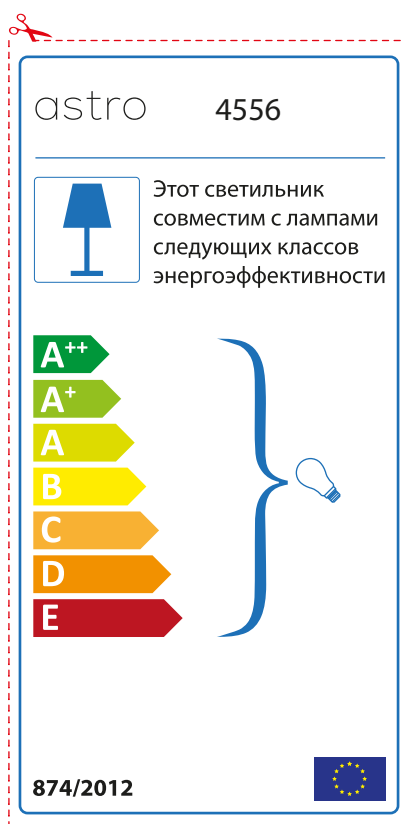 astro 4556
Этот светильник
совместим с лампами
следующих классов
энергоэффективности
A++
A+
A
B
C
D
E
874/2012